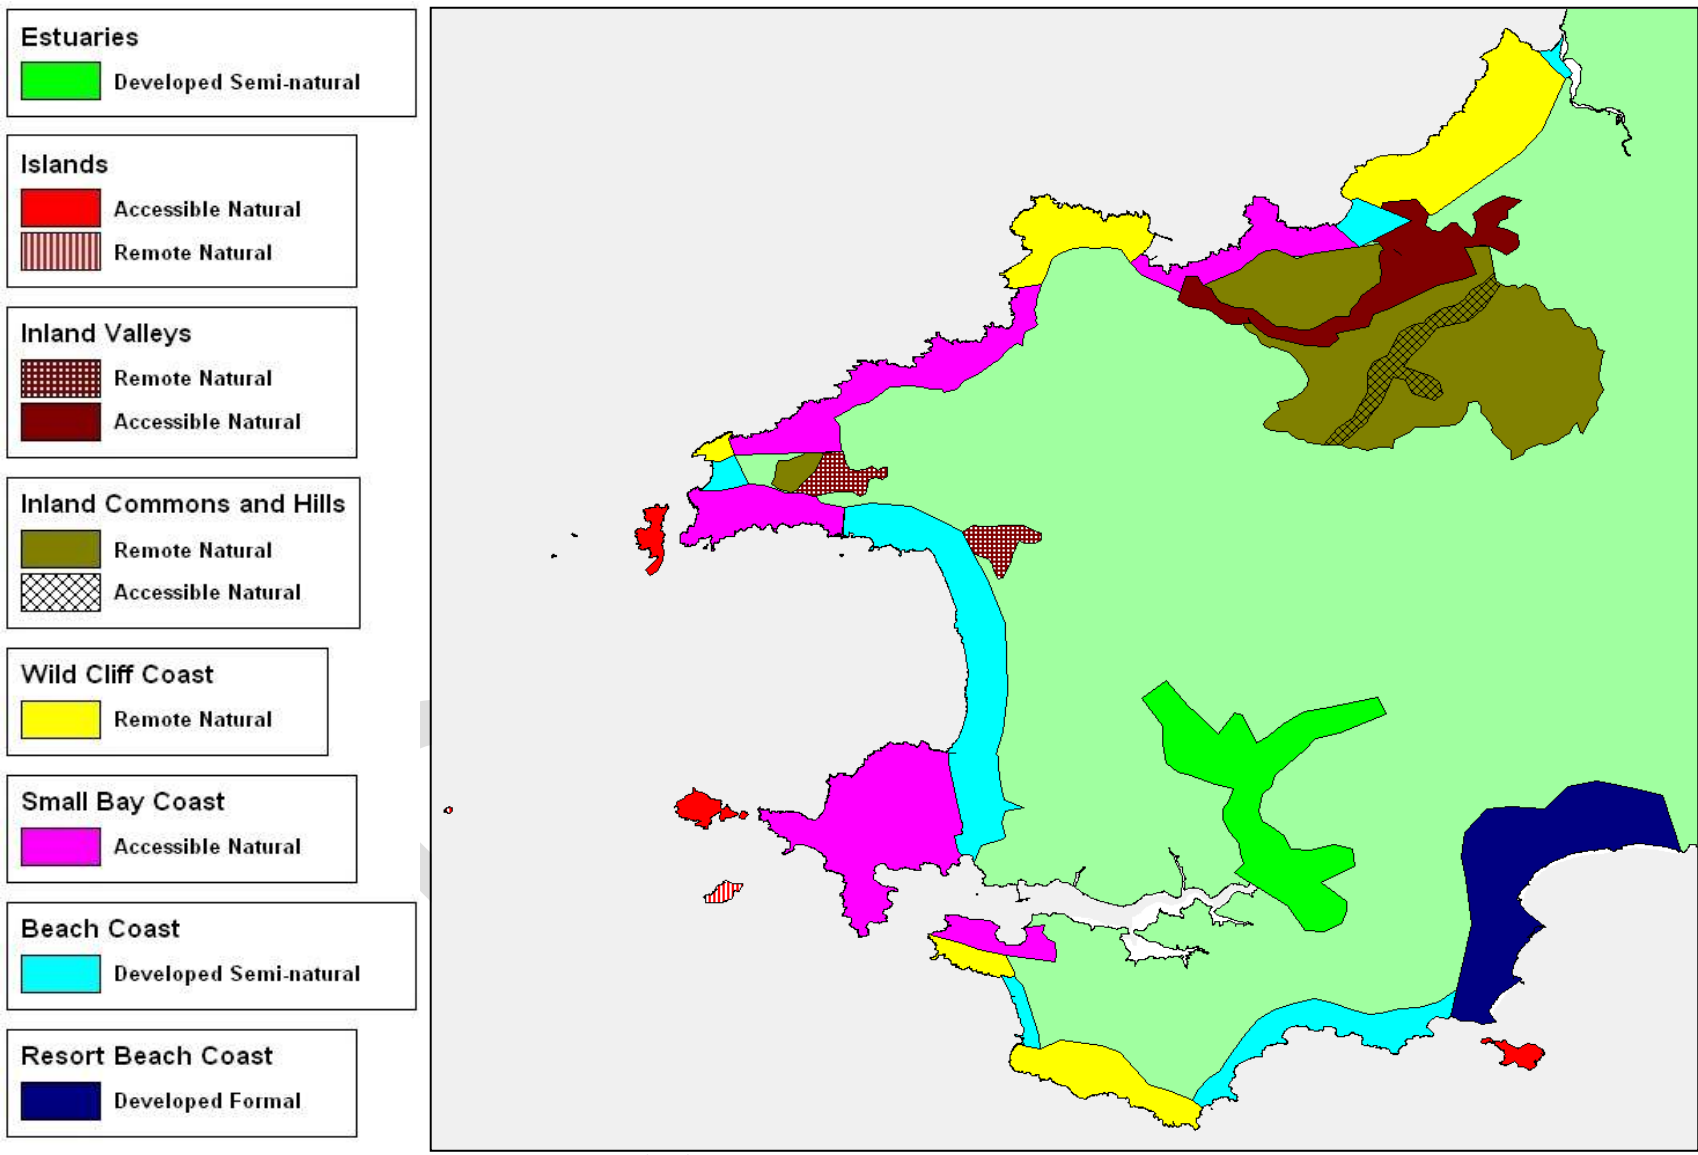 Estuaries
Developed Semi-natural
Islands
Accessible Natural
Remote Natural
Inland Valleys
Remote Natural
Accessible Natural
Inland Commons and Hills
Remote Natural
Accessible Natural
Wild Cliff Coast
Remote Natural
Small Bay Coast
Accessible Natural
Beach Coast
Developed Semi-natural
Resort Beach Coast
Developed Formal